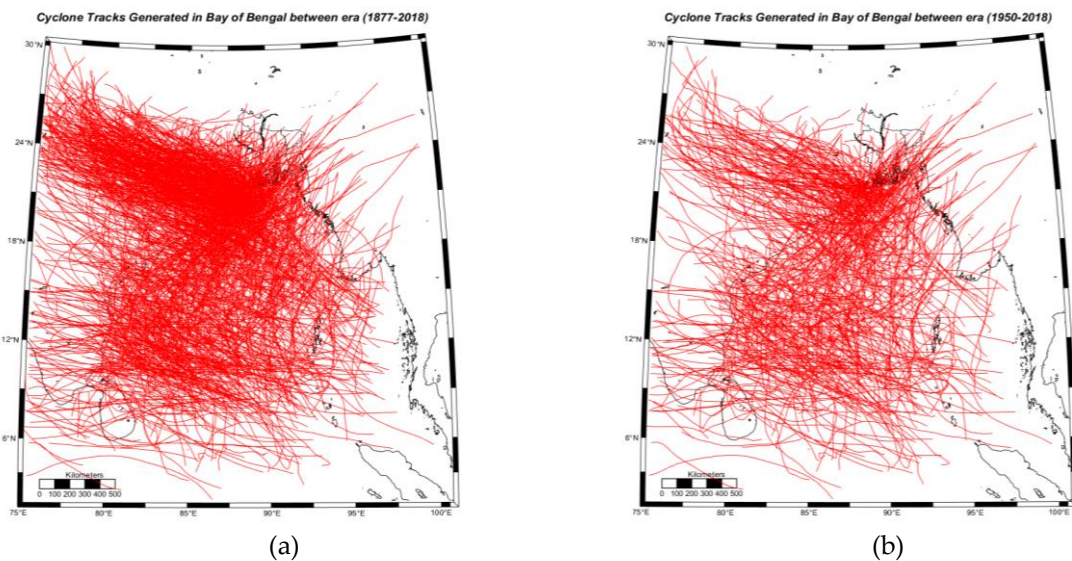 Cyclone Tracks Generated in Bay of Bengal between era (1877-2018)
30°N
24°N
18°N
12°N
6°N
Kilometers
0 100 200 300 400 500
75°E 80°E 85°E 90°E 95°E 100°E
(a)
Cyclone Tracks Generated in Bay of Bengal between era (1950-2018)
30°N
24°N
18°N
12°N
6°N
Kilometers
0 100 200 300 400 500
75°E 80°E 85°E 90°E 95°E 100°E
(b)